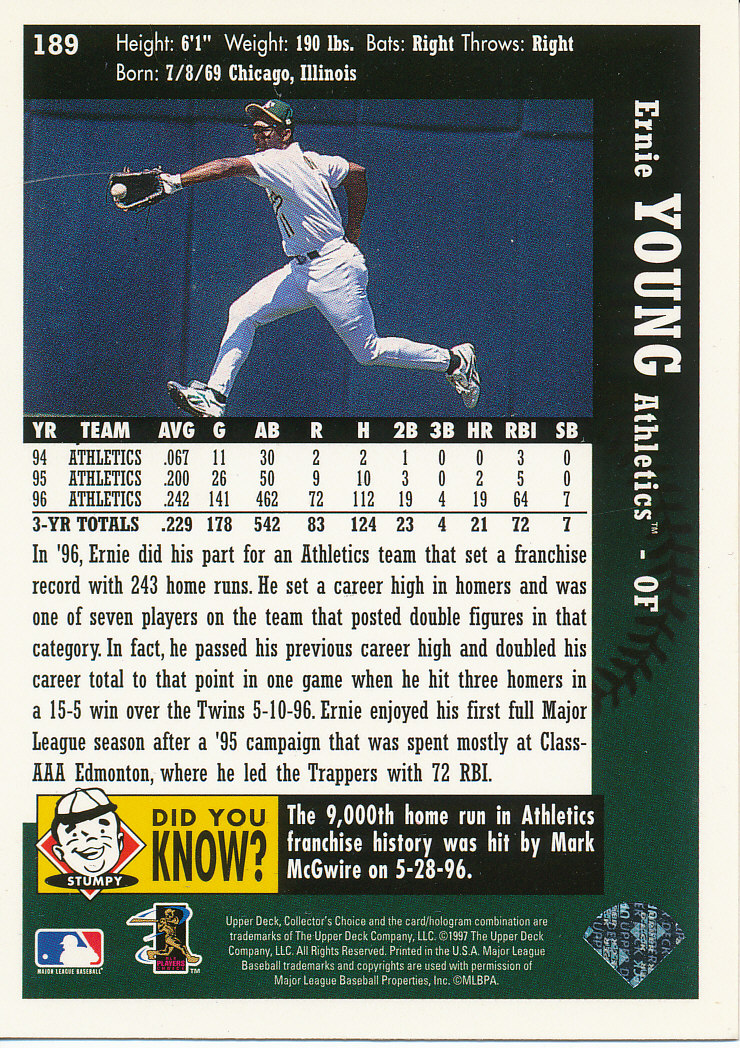 189
Height: 6'1" Weight: 190 lbs. Bats: Right Throws: Right
Born: 7/8/69 Chicago, Illinois
Ernie YOUNG Athletics™ - OF
YR TEAM AVG G AB R H 2B 3B HR RBI SB
94 ATHLETICS .067 11 30 2 2 1 0 0 3 0
95 ATHLETICS .200 26 50 9 10 3 0 2 5 0
96 ATHLETICS .242 141 462 72 112 19 4 19 64 7
3-YR TOTALS .229 178 542 83 124 23 4 21 72 7
In '96, Ernie did his part for an Athletics team that set a franchise
record with 243 home runs. He set a career high in homers and was
one of seven players on the team that posted double figures in that
category. In fact, he passed his previous career high and doubled his
career total to that point in one game when he hit three homers in
a 15-5 win over the Twins 5-10-96. Ernie enjoyed his first full Major
League season after a '95 campaign that was spent mostly at Class-
AAA Edmonton, where he led the Trappers with 72 RBI.
STUMPY
DID YOU
KNOW?
The 9,000th home run in Athletics
franchise history was hit by Mark
McGwire on 5-28-96.
MAJOR LEAGUE BASEBALL
PLAYERS
CHOICE
TM
Upper Deck, Collector's Choice and the card/hologram combination are
trademarks of The Upper Deck Company, LLC. ©1997 The Upper Deck
Company, LLC. All Rights Reserved. Printed in the U.S.A. Major League
Baseball trademarks and copyrights are used with permission of
Major League Baseball Properties, Inc. ©MLBPA.